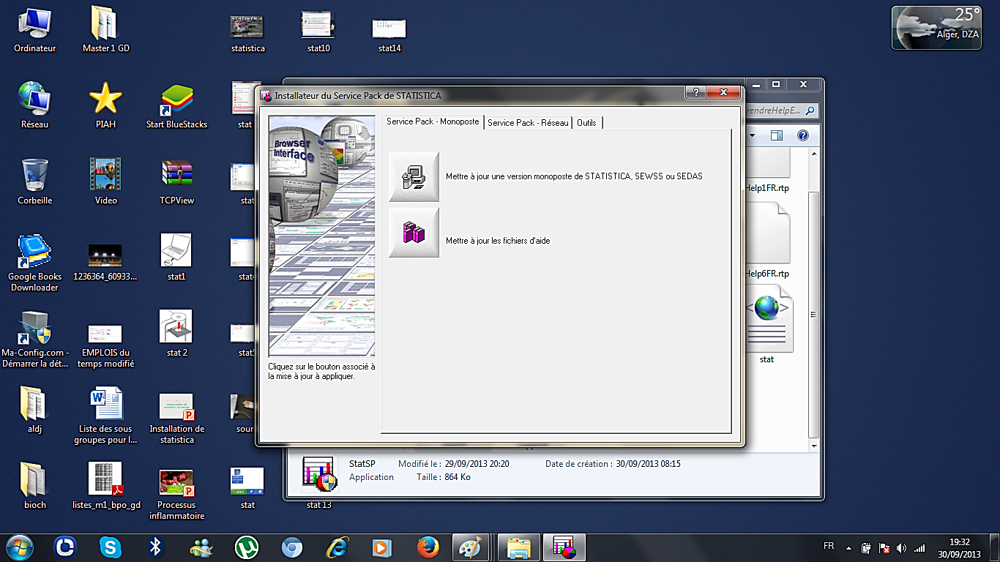 Ordinateur
Master 1 GD
statistica
stat10
stat14
25°
Alger, DZA
Réseau
PIAH
Start BlueStacks
stat
Corbeille
Video
TCPView
stat
Google Books
Downloader
1236364_60933...
stat1
Ma-Config.com -
Démarrer la dét...
EMPLOIS du
temps modifié
stat 2
aldj
Liste des sous
groupes pour l...
Installation de
statistica
sour
bioch
listes_m1_bpo_gd
Processus
inflammatoire
stat
stat 13
Installateur du Service Pack de STATISTICA
Service Pack - Monoposte
Service Pack - Réseau
Outils
Browser
Interface
Mettre à jour une version monoposte de STATISTICA, SEWSS ou SEDAS
Mettre à jour les fichiers d'aide
Cliquez sur le bouton associé à
la mise à jour à appliquer.
rendreHelpE...
Help1FR.rtp
Help6FR.rtp
stat
StatSP
Modifié le : 29/09/2013 20:20
Date de création : 30/09/2013 08:15
Application
Taille : 864 Ko
FR
19:32
30/09/2013